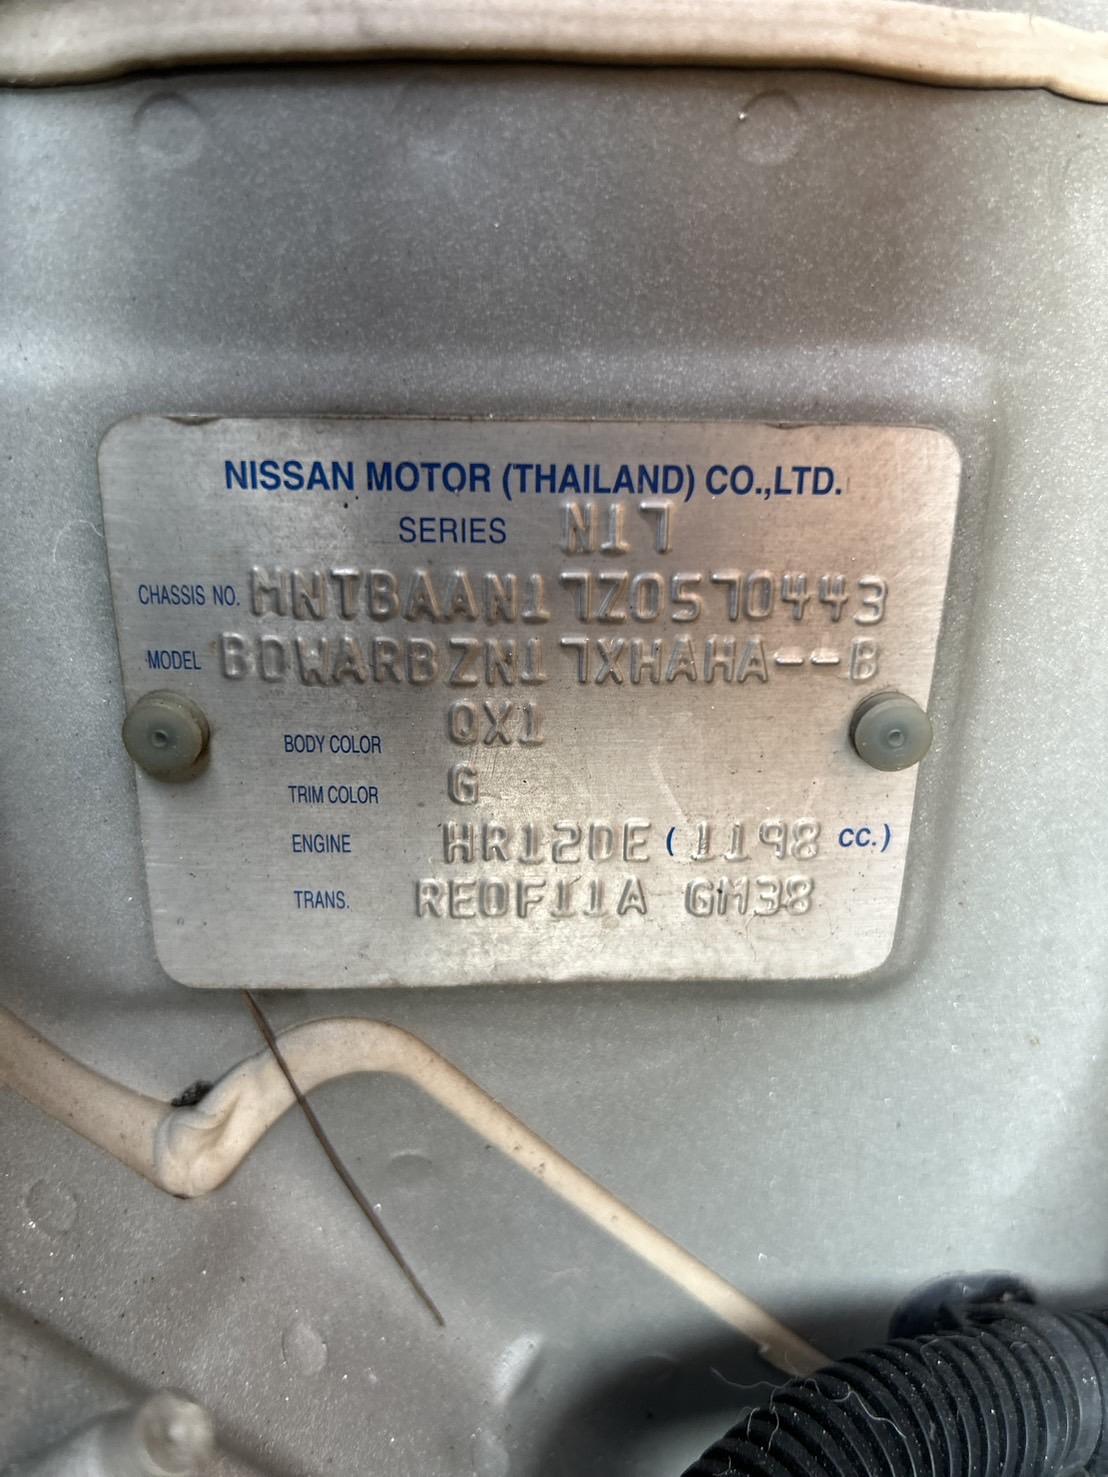 NISSAN MOTOR (THAILAND) CO.,LTD.
SERIES N17
CHASSIS NO. MNTBAAN17Z0570443
MODEL BDWARBZN17XHAHA--B
BODY COLOR QX1
TRIM COLOR G
ENGINE HR12DE (1198 CC.)
TRANS. RE0F11A GM38